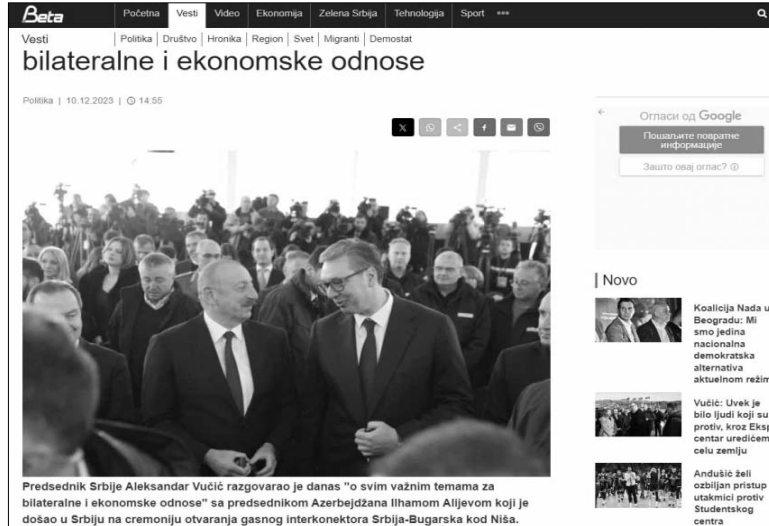 Beta
Početna Vesti Video Ekonomija Zelena Srbija Tehnologija Sport
Vesti
Politika | Društvo | Hronika | Region | Svet | Migranti | Demostat
bilateralne i ekonomske odnose
Politika | 10.12.2023 | 14:55
Огласи од Google
Пошаљите повратне
информације
Зашто овај оглас?
Predsednik Srbije Aleksandar Vučić razgovarao je danas "o svim važnim temama za
bilateralne i ekonomske odnose" sa predsednikom Azerbejdžana Ilhamom Alijevom koji je
došao u Srbiju na cremoniju otvaranja gasnog interkonektora Srbija-Bugarska kod Niša.
Novo
Koalicija Nada u
Beogradu: Mi
smo jedina
nacionalna
demokratska
alternativa
aktuelnom režim
Vučić: Uvek je
bilo ljudi koji su
protiv, kroz Eksp
centar uredićem
celu zemlju
Anđušić želi
ozbiljan pristup
utakmici protiv
Studentskog
centra